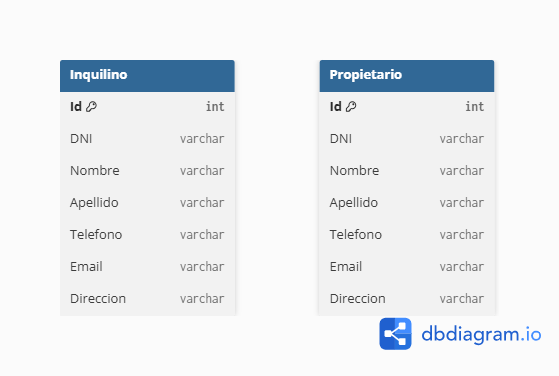 Inquilino
Id int
DNI varchar
Nombre varchar
Apellido varchar
Telefono varchar
Email varchar
Direccion varchar
Propietario
Id int
DNI varchar
Nombre varchar
Apellido varchar
Telefono varchar
Email varchar
Direccion varchar
dbdiagram.io